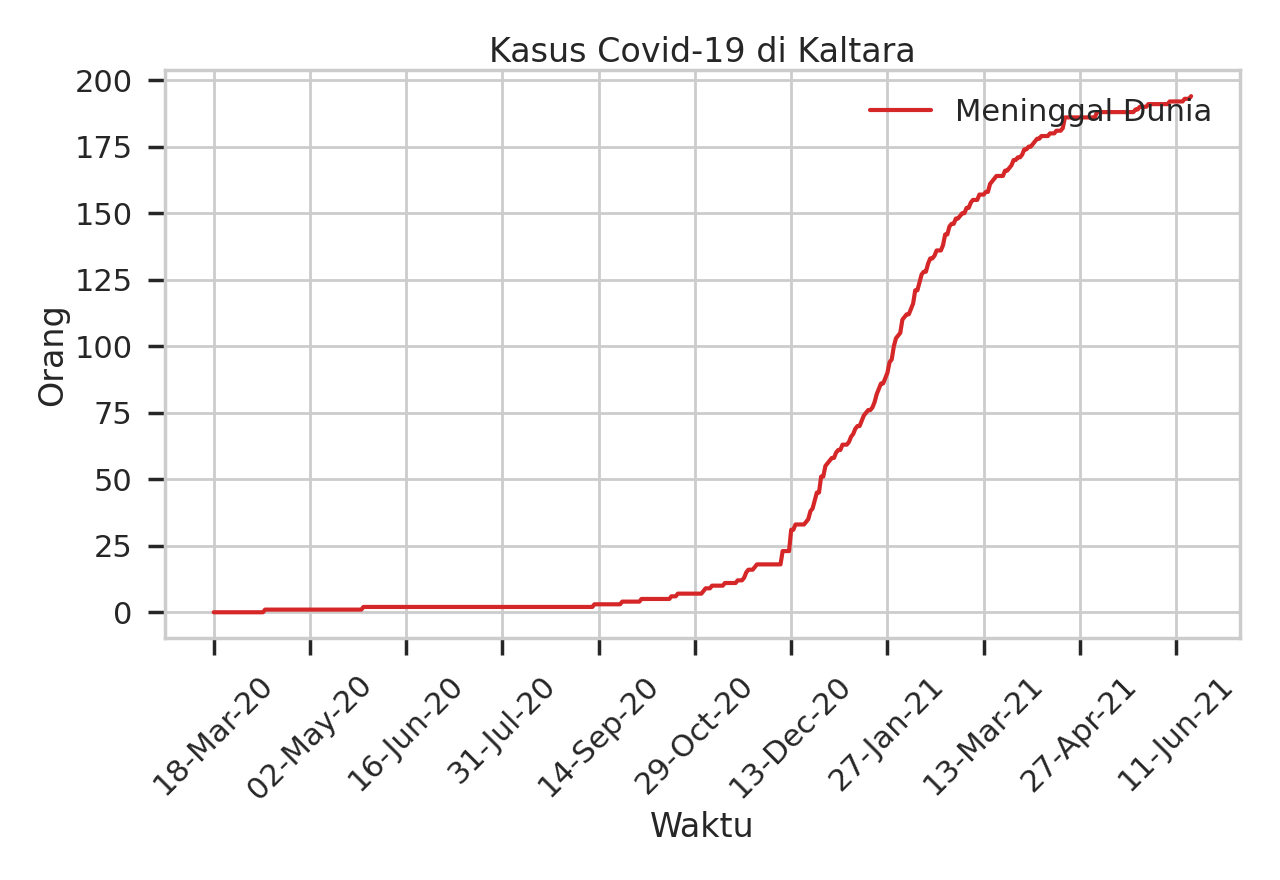 Kasus Covid-19 di Kaltara
Meninggal Dunia
Orang
200
175
150
125
100
75
50
25
0
18-Mar-20
02-May-20
16-Jun-20
31-Jul-20
14-Sep-20
29-Oct-20
13-Dec-20
27-Jan-21
13-Mar-21
27-Apr-21
11-Jun-21
Waktu